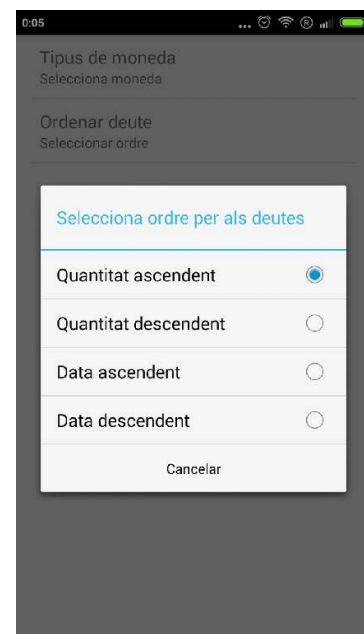 0:05
...
Tipus de moneda
Selecciona moneda
Ordenar deute
Seleccionar ordre
Selecciona ordre per als deutes
Quantitat ascendent
Quantitat descendent
Data ascendent
Data descendent
Cancelar